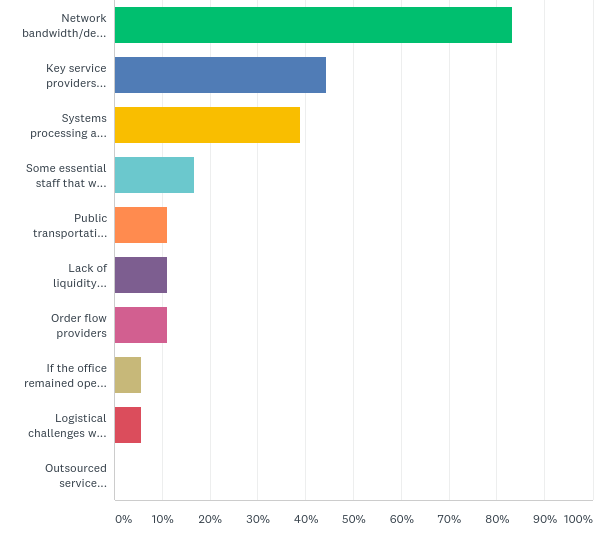 Network
bandwidth/de...
Key service
providers...
Systems
processing a...
Some essential
staff that w...
Public
transportati...
Lack of
liquidity...
Order flow
providers
If the office
remained ope...
Logistical
challenges w...
Outsourced
service...
0% 10% 20% 30% 40% 50% 60% 70% 80% 90% 100%